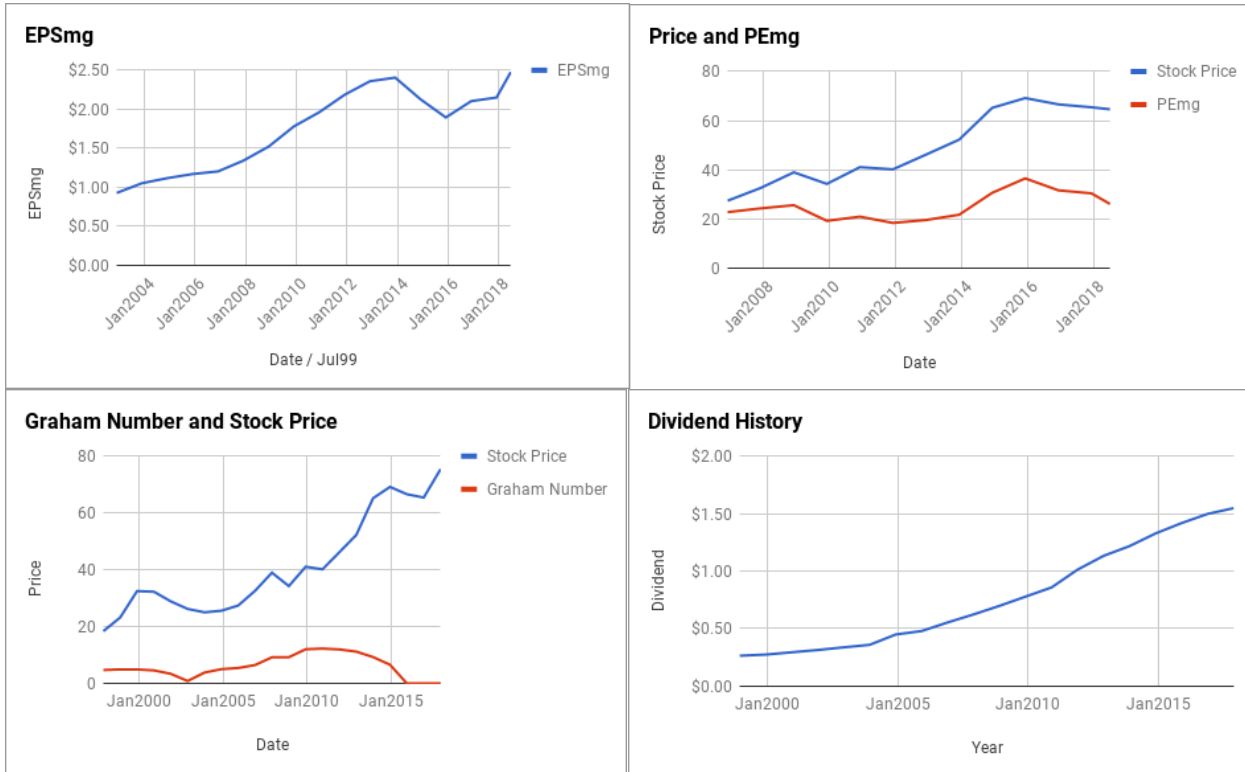 EPSmg
EPSmg
$2.50
$2.00
$1.50
$1.00
$0.50
$0.00
EPSmg
Jan2004
Jan2006
Jan2008
Jan2010
Jan2012
Jan2014
Jan2016
Jan2018
Date / Jul99
Price and PEmg
Stock Price
PEmg
80
60
40
20
0
Stock Price
Jan2008
Jan2010
Jan2012
Jan2014
Jan2016
Jan2018
Date
Graham Number and Stock Price
Stock Price
Graham Number
80
60
40
20
0
Price
Jan2000
Jan2005
Jan2010
Jan2015
Date
Dividend History
$2.00
$1.50
$1.00
$0.50
$0.00
Dividend
Jan2000
Jan2005
Jan2010
Jan2015
Year